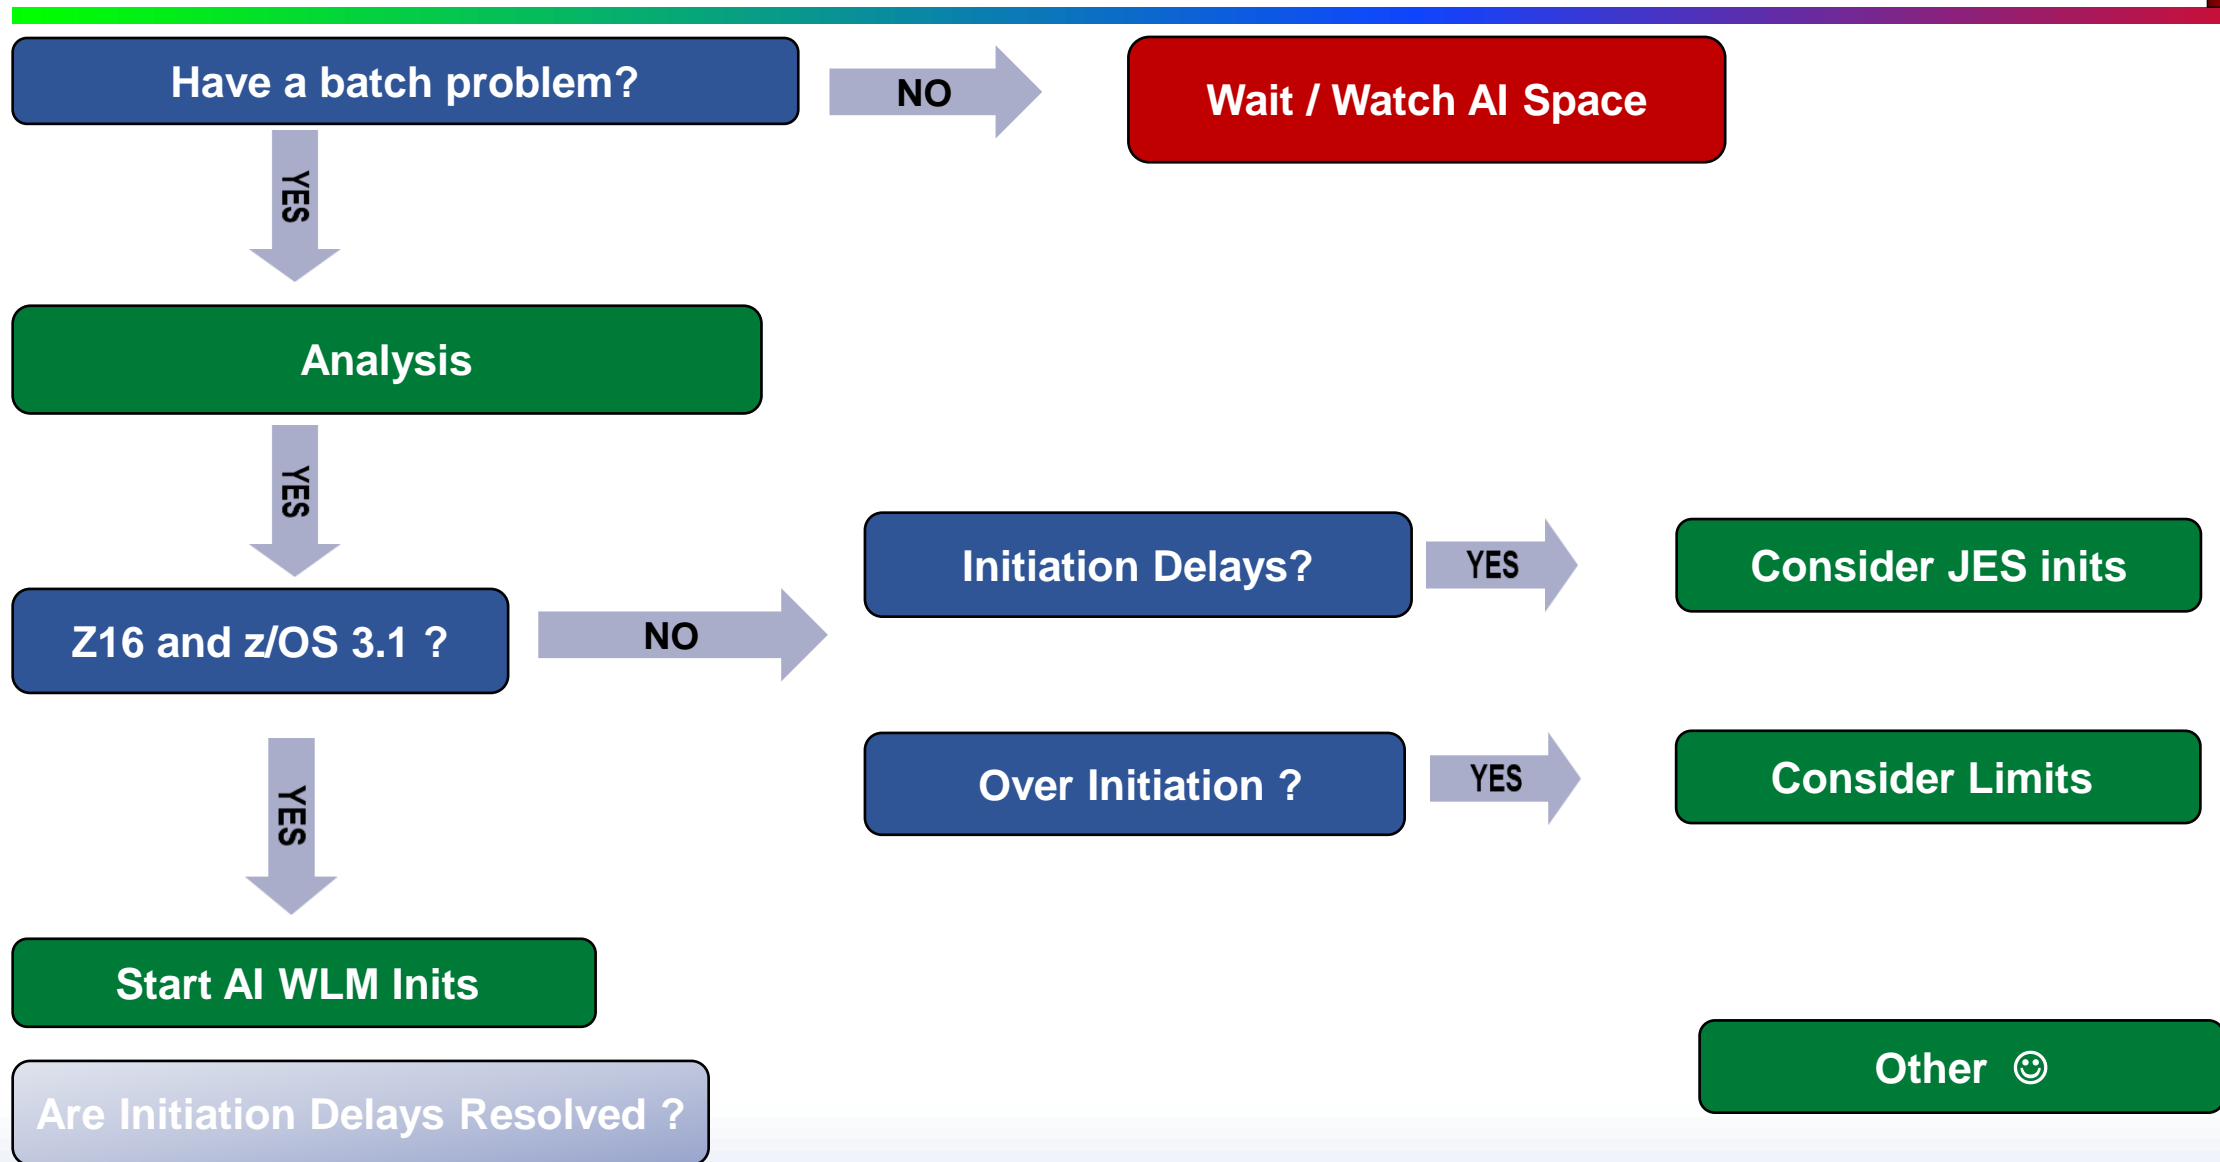 Have a batch problem?
NO
Wait / Watch AI Space
YES
Analysis
YES
Z16 and z/OS 3.1 ?
NO
Initiation Delays?
YES
Consider JES inits
Over Initiation ?
YES
Consider Limits
YES
Start AI WLM Inits
Other ☺
Are Initiation Delays Resolved ?